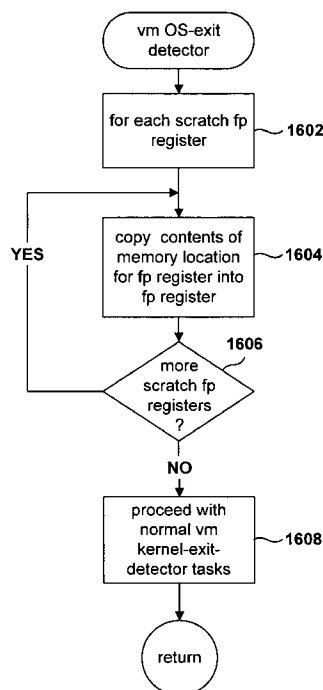 vm OS-exit
detector
for each scratch fp
register
1602
YES
copy contents of
memory location
for fp register into
fp register
1604
1606
more
scratch fp
registers
?
NO
proceed with
normal vm
kernel-exit-
detector tasks
1608
return